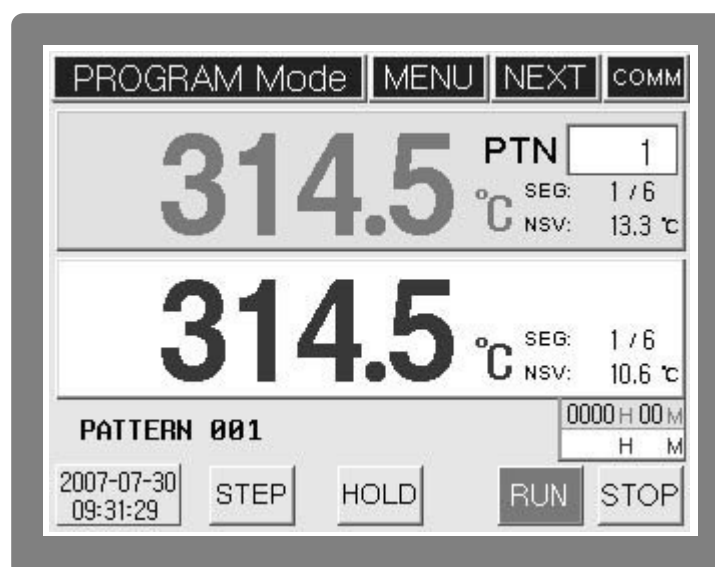 PROGRAM Mode MENU NEXT COMM
314.5 °C PTN 1
SEG: 1 / 6
NSV: 13.3 ℃
314.5 °C
SEG: 1 / 6
NSV: 10.6 ℃
PATTERN 001
0000 H 00 M
H M
2007-07-30
09:31:29
STEP HOLD RUN STOP